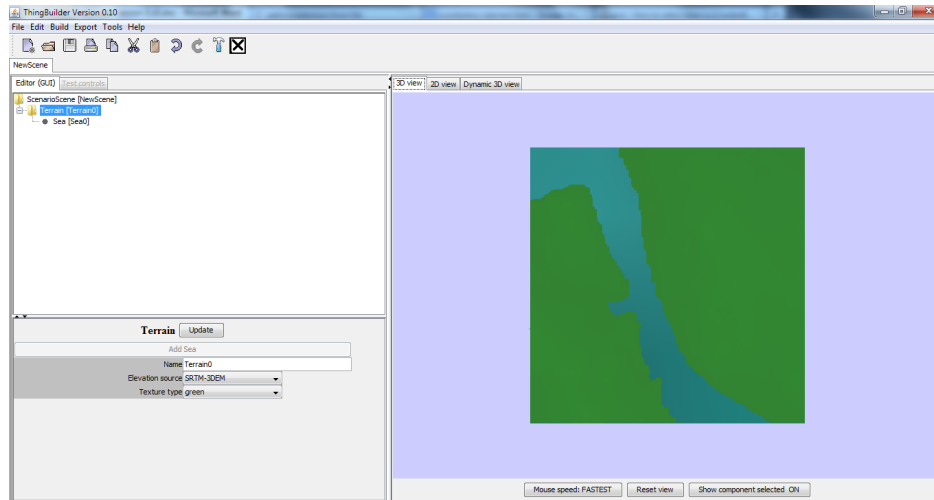 ThingBuilder Version 0.10
File Edit Build Export Tools Help
NewScene
Editor (GUI) Test controls
3D view 2D view Dynamic 3D view
ScenarioScene [NewScene]
Terrain [Terrain0]
Sea [Sea0]
Terrain Update
Add Sea
Name Terrain0
Elevation source SRTM-3DEM
Texture type green
Mouse speed: FASTEST Reset view Show component selected ON